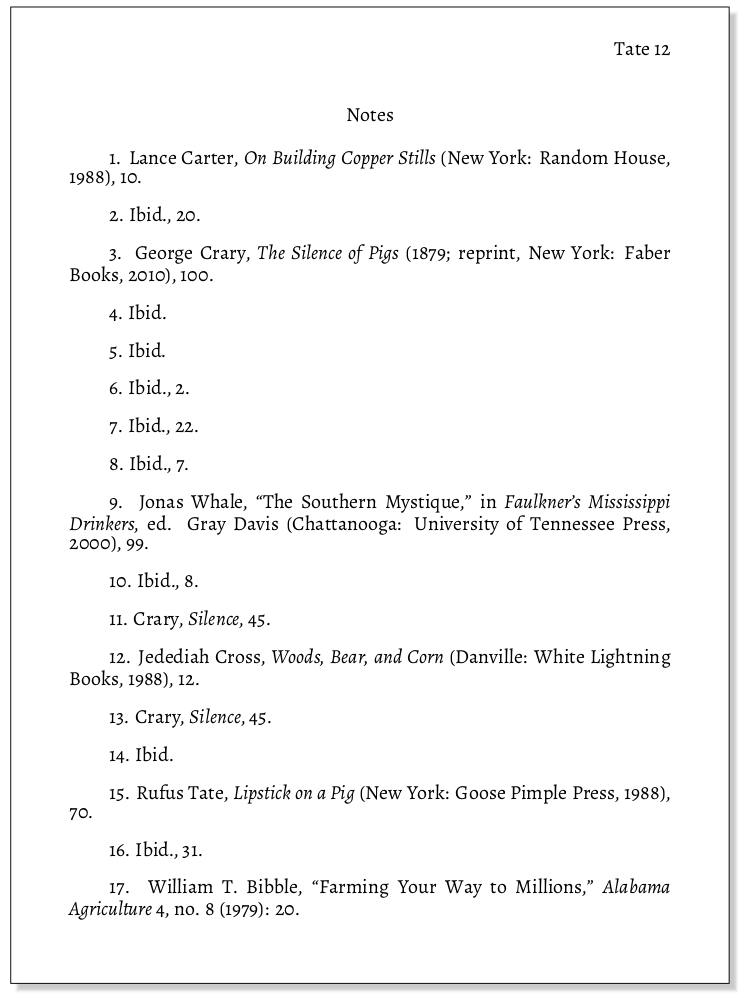 Tate 12
Notes
1. Lance Carter, On Building Copper Stills (New York: Random House,
1988), 10.
2. Ibid., 20.
3. George Crary, The Silence of Pigs (1879; reprint, New York: Faber
Books, 2010), 100.
4. Ibid.
5. Ibid.
6. Ibid., 2.
7. Ibid., 22.
8. Ibid., 7.
9. Jonas Whale, “The Southern Mystique,” in Faulkner’s Mississippi
Drinkers, ed. Gray Davis (Chattanooga: University of Tennessee Press,
2000), 99.
10. Ibid., 8.
11. Crary, Silence, 45.
12. Jedediah Cross, Woods, Bear, and Corn (Danville: White Lightning
Books, 1988), 12.
13. Crary, Silence, 45.
14. Ibid.
15. Rufus Tate, Lipstick on a Pig (New York: Goose Pimple Press, 1988),
70.
16. Ibid., 31.
17. William T. Bibble, “Farming Your Way to Millions,” Alabama
Agriculture 4, no. 8 (1979): 20.